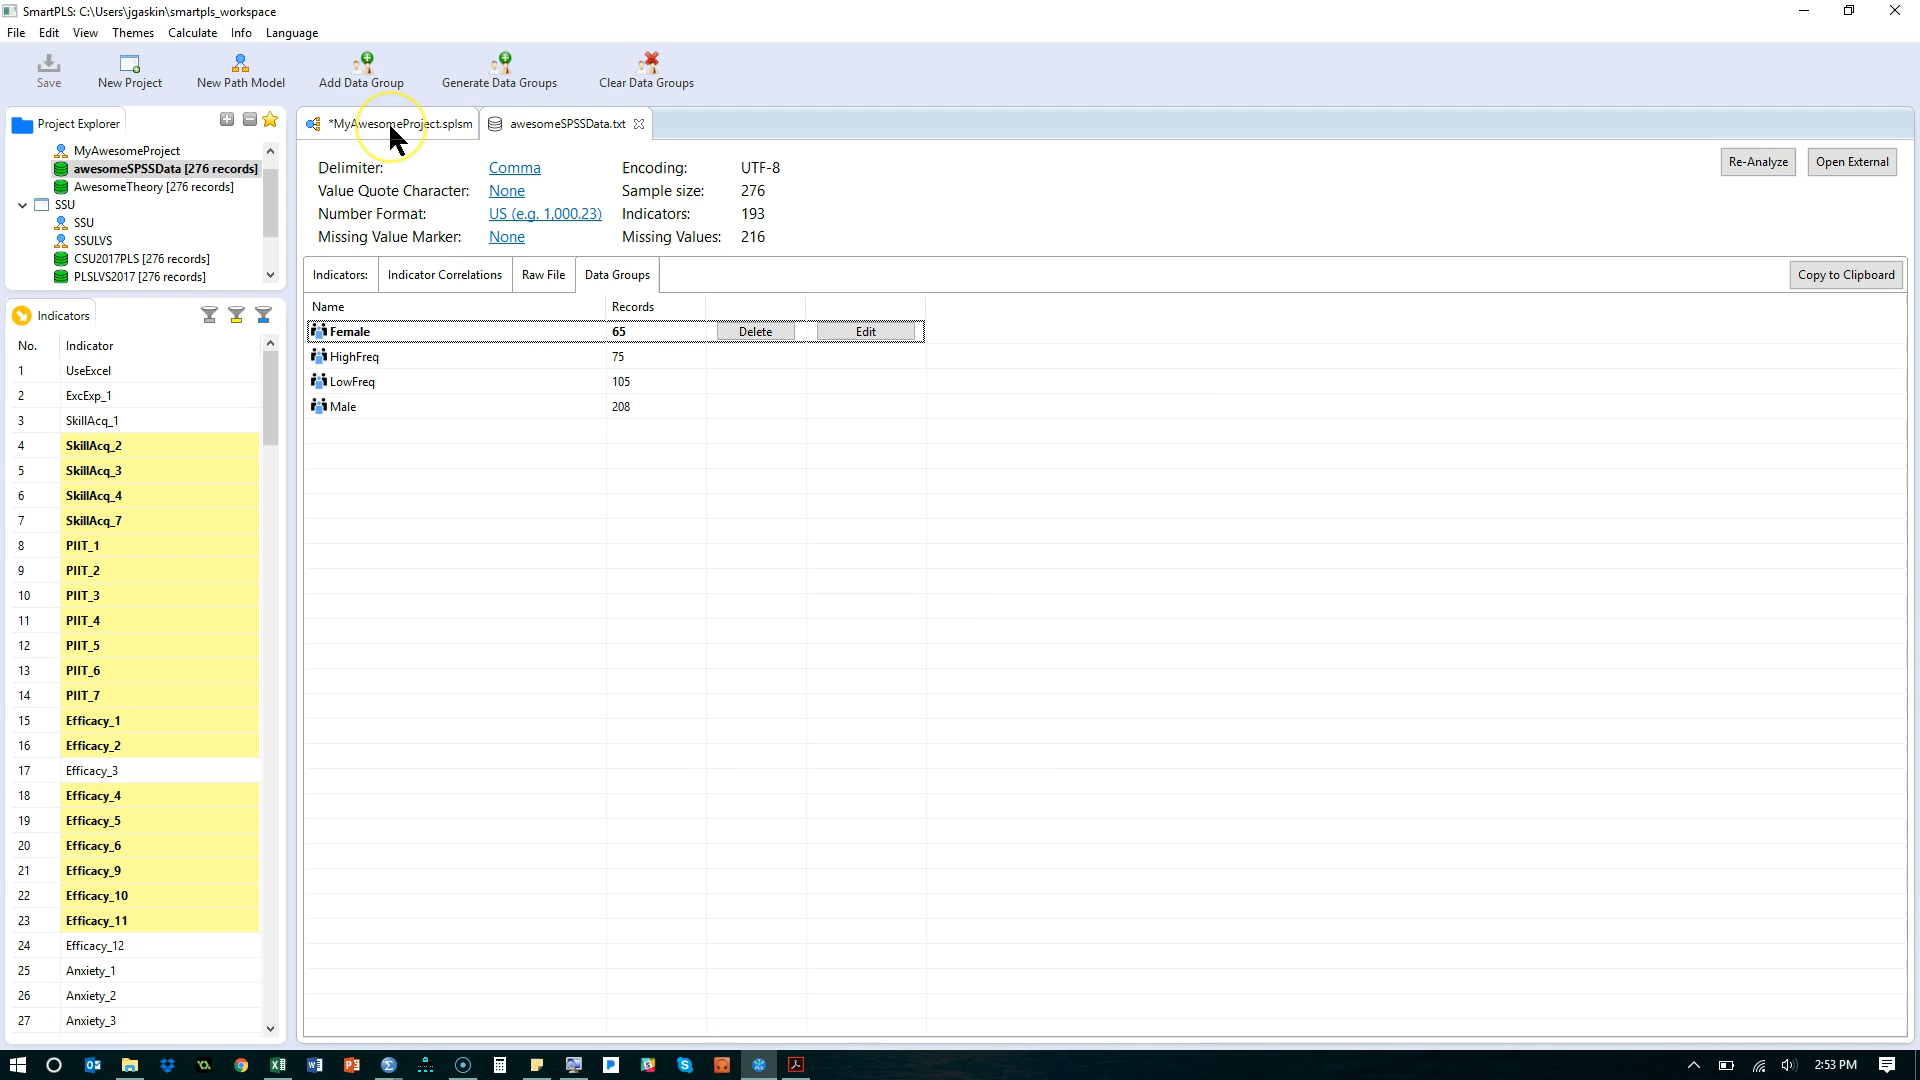 SmartPLS: C:\Users\jgaskin\smartpls_workspace
File Edit View Themes Calculate Info Language
Save New Project New Path Model Add Data Group Generate Data Groups Clear Data Groups
Project Explorer
MyAwesomeProject
awesomeSPSSData [276 records]
AwesomeTheory [276 records]
SSU
SSU
SSULVS
CSU2017PLS [276 records]
PLSLVS2017 [276 records]
Indicators
No. Indicator
1 UseExcel
2 ExcExp_1
3 SkillAcq_1
4 SkillAcq_2
5 SkillAcq_3
6 SkillAcq_4
7 SkillAcq_7
8 PIIT_1
9 PIIT_2
10 PIIT_3
11 PIIT_4
12 PIIT_5
13 PIIT_6
14 PIIT_7
15 Efficacy_1
16 Efficacy_2
17 Efficacy_3
18 Efficacy_4
19 Efficacy_5
20 Efficacy_6
21 Efficacy_9
22 Efficacy_10
23 Efficacy_11
24 Efficacy_12
25 Anxiety_1
26 Anxiety_2
27 Anxiety_3
*MyAwesomeProject.splsm awesomeSPSSData.txt
Delimiter: Comma Encoding: UTF-8 Re-Analyze Open External
Value Quote Character: None Sample size: 276
Number Format: US (e.g. 1,000.23) Indicators: 193
Missing Value Marker: None Missing Values: 216
Indicators: Indicator Correlations Raw File Data Groups Copy to Clipboard
Name Records
Female 65 Delete Edit
HighFreq 75
LowFreq 105
Male 208
2:53 PM